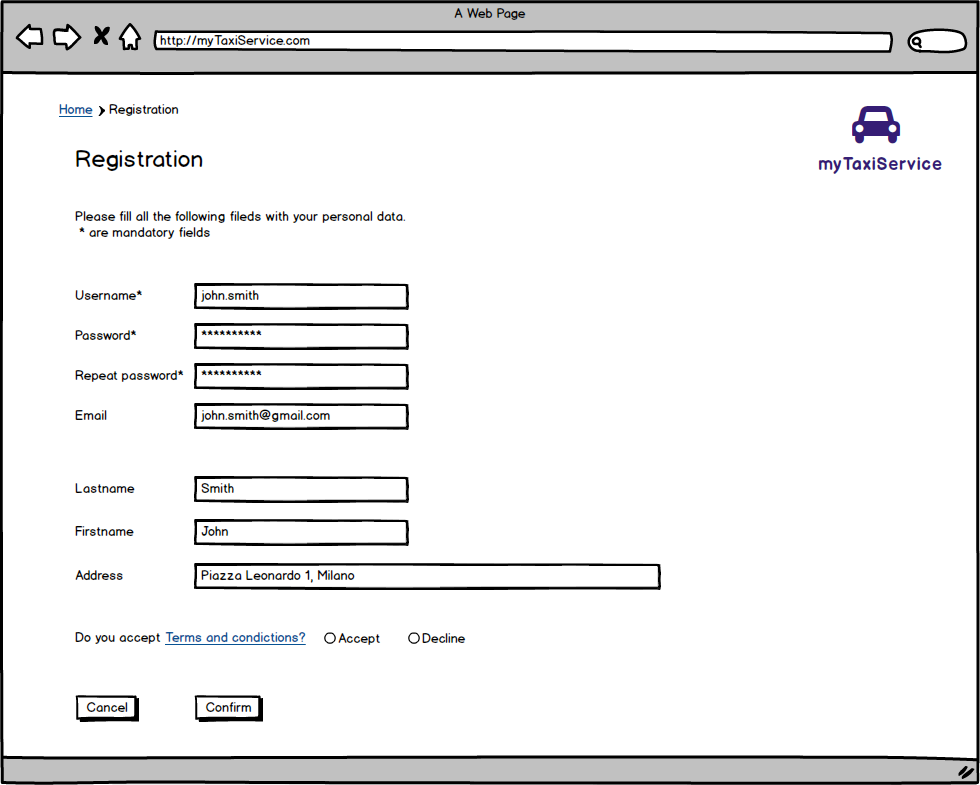 A Web Page
http://myTaxiService.com
Home > Registration
myTaxiService
Registration
Please fill all the following fileds with your personal data.
* are mandatory fields
Username* john.smith
Password* **********
Repeat password* **********
Email john.smith@gmail.com
Lastname Smith
Firstname John
Address Piazza Leonardo 1, Milano
Do you accept Terms and condictions? Accept Decline
Cancel Confirm